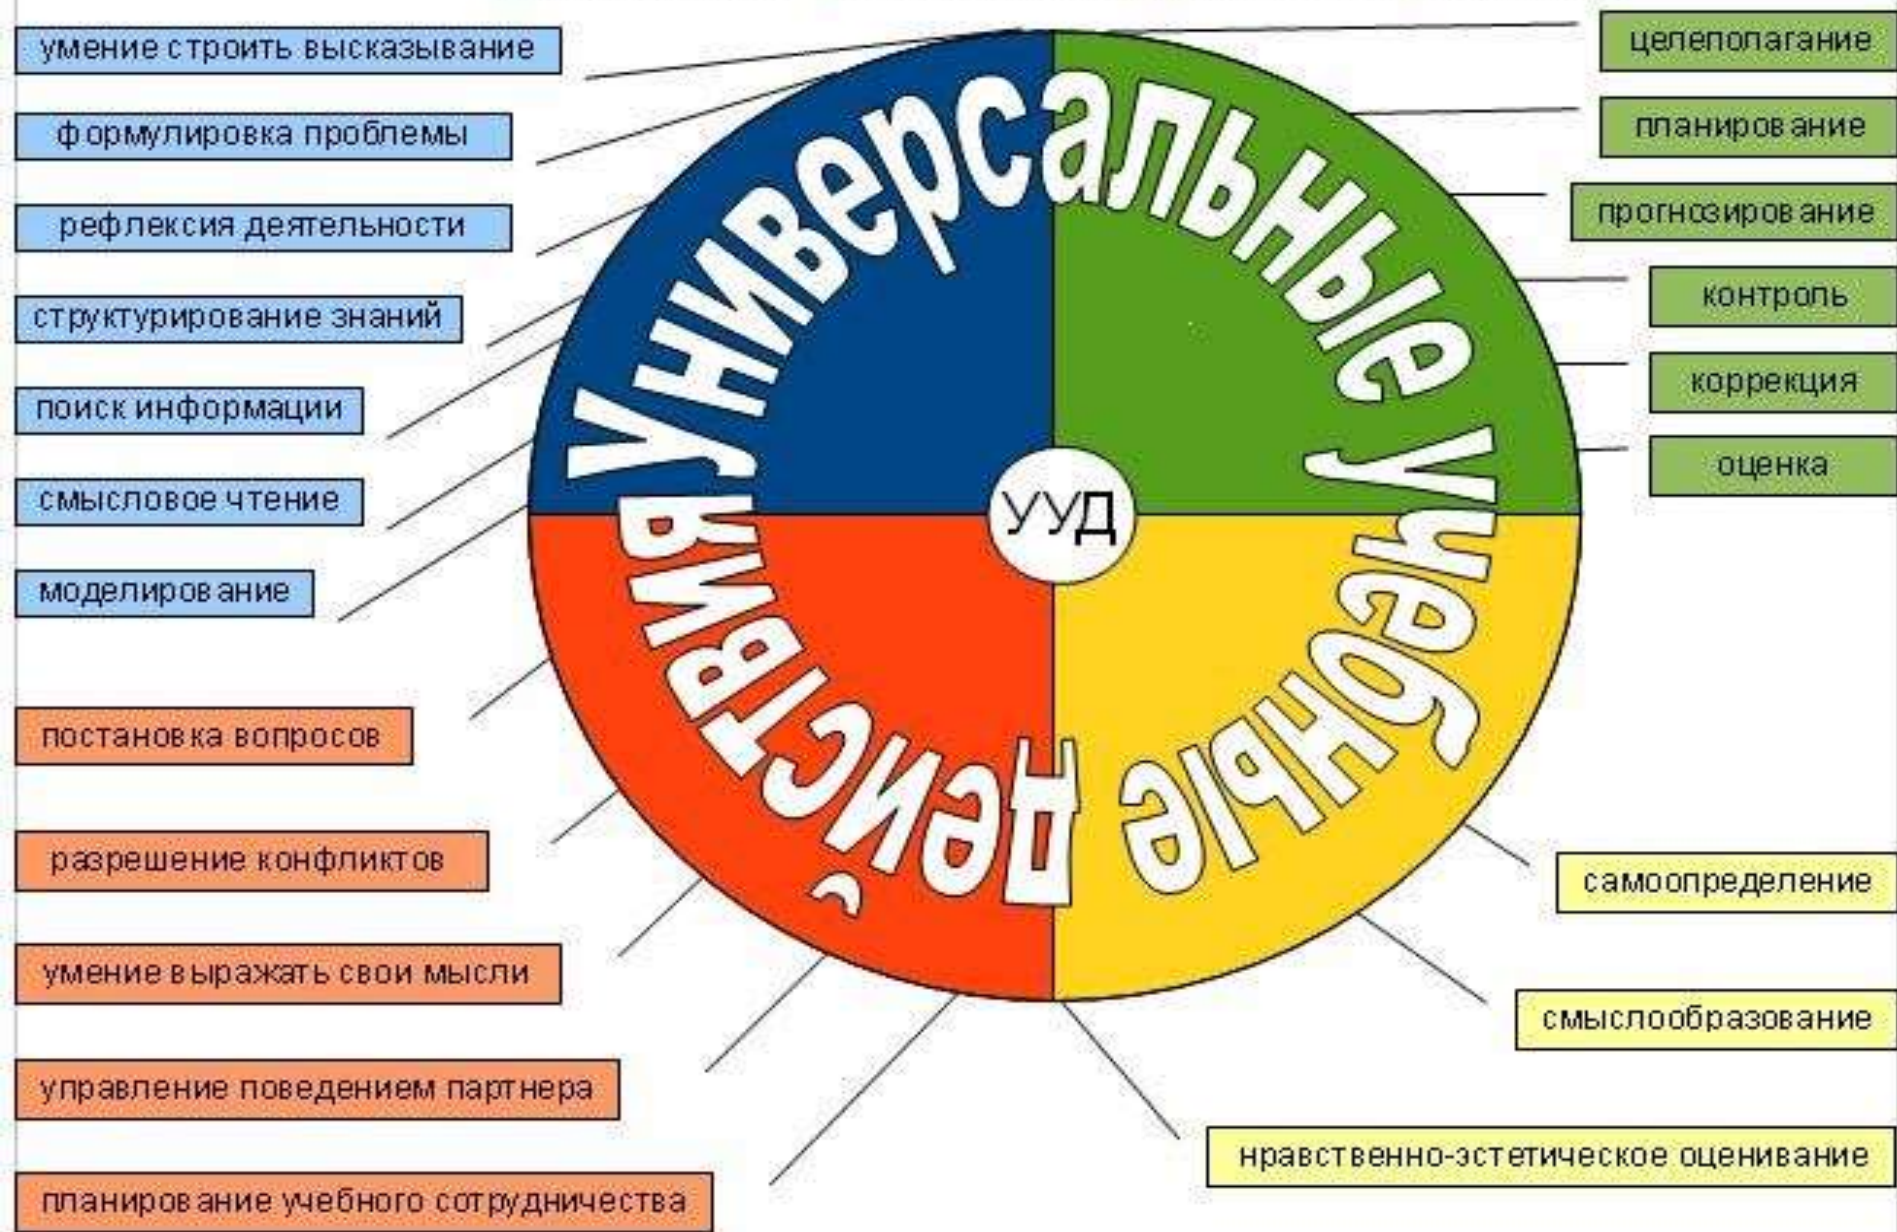 умение строить высказывание
формулировка проблемы
рефлексия деятельности
структурирование знаний
поиск информации
смысловое чтение
моделирование
постановка вопросов
разрешение конфликтов
умение выражать свои мысли
управление поведением партнера
планирование учебного сотрудничества
Универсальные учебные действия
УУД
целеполагание
планирование
прогнозирование
контроль
коррекция
оценка
самоопределение
смыслообразование
нравственно-эстетическое оценивание